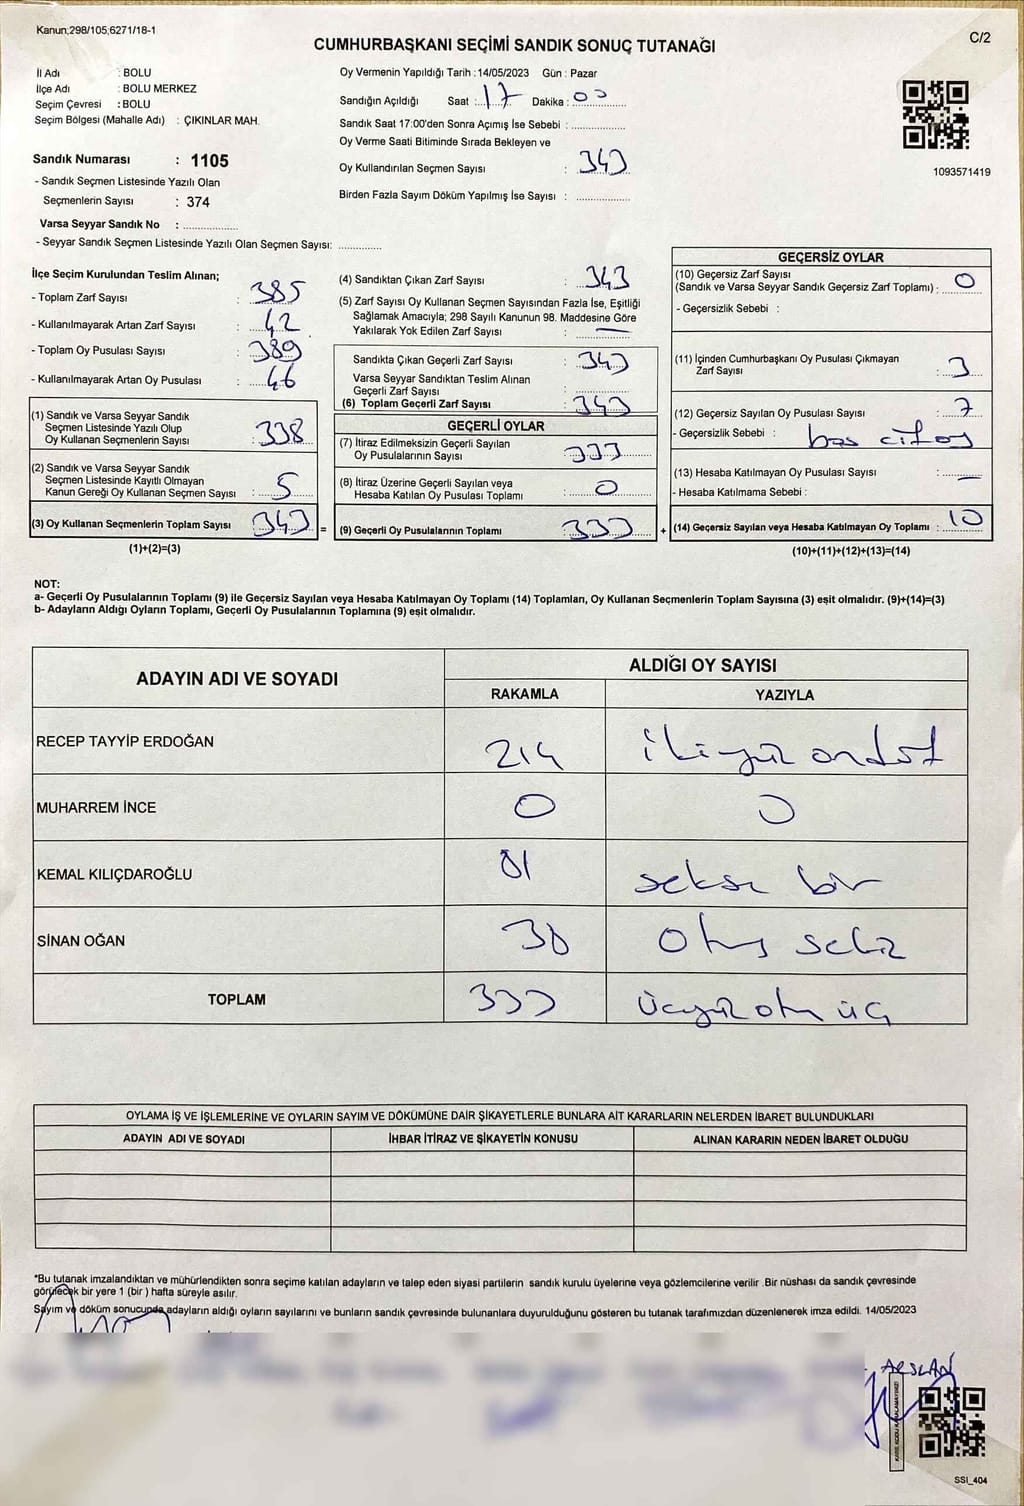 Kanun;298/105;6271/18-1
C/2
CUMHURBAŞKANI SEÇİMİ SANDIK SONUÇ TUTANAĞI
İl Adı : BOLU
İlçe Adı : BOLU MERKEZ
Seçim Çevresi : BOLU
Seçim Bölgesi (Mahalle Adı) : ÇIKINLAR MAH.
Sandık Numarası : 1105
- Sandık Seçmen Listesinde Yazılı Olan
Seçmenlerin Sayısı : 374
Varsa Seyyar Sandık No : ..................
- Seyyar Sandık Seçmen Listesinde Yazılı Olan Seçmen Sayısı: ..............
Oy Vermenin Yapıldığı Tarih : 14/05/2023 Gün : Pazar
Sandığın Açıldığı Saat : 17 Dakika : 00
Sandık Saat 17:00'den Sonra Açımış İse Sebebi : ..................
Oy Verme Saati Bitiminde Sırada Bekleyen ve
Oy Kullandırılan Seçmen Sayısı : 343
Birden Fazla Sayım Döküm Yapılmış İse Sayısı : ..................
1093571419
İlçe Seçim Kurulundan Teslim Alınan;
- Toplam Zarf Sayısı : 385
- Kullanılmayarak Artan Zarf Sayısı : 42
- Toplam Oy Pusulası Sayısı : 389
- Kullanılmayarak Artan Oy Pusulası : 46
(1) Sandık ve Varsa Seyyar Sandık
Seçmen Listesinde Yazılı Olup
Oy Kullanan Seçmenlerin Sayısı : 338
(2) Sandık ve Varsa Seyyar Sandık
Seçmen Listesinde Kayıtlı Olmayan
Kanun Gereği Oy Kullanan Seçmen Sayısı : 5
(3) Oy Kullanan Seçmenlerin Toplam Sayısı 343 =
(1)+(2)=(3)
(4) Sandıktan Çıkan Zarf Sayısı : 343
(5) Zarf Sayısı Oy Kullanan Seçmen Sayısından Fazla İse, Eşitliği
Sağlamak Amacıyla; 298 Sayılı Kanunun 98. Maddesine Göre
Yakılarak Yok Edilen Zarf Sayısı : —
Sandıkta Çıkan Geçerli Zarf Sayısı : 343
Varsa Seyyar Sandıktan Teslim Alınan
Geçerli Zarf Sayısı : ..................
(6) Toplam Geçerli Zarf Sayısı : 343
GEÇERLİ OYLAR
(7) İtiraz Edilmeksizin Geçerli Sayılan
Oy Pusulalarının Sayısı : 333
(8) İtiraz Üzerine Geçerli Sayılan veya
Hesaba Katılan Oy Pusulası Toplamı : 0
(9) Geçerli Oy Pusulalarının Toplamı : 333 +
GEÇERSİZ OYLAR
(10) Geçersiz Zarf Sayısı
(Sandık ve Varsa Seyyar Sandık Geçersiz Zarf Toplamı) : 0
- Geçersizlik Sebebi :
(11) İçinden Cumhurbaşkanı Oy Pusulası Çıkmayan
Zarf Sayısı : 3
(12) Geçersiz Sayılan Oy Pusulası Sayısı : 7
- Geçersizlik Sebebi :
(13) Hesaba Katılmayan Oy Pusulası Sayısı : —
- Hesaba Katılmama Sebebi :
(14) Geçersiz Sayılan veya Hesaba Katılmayan Oy Toplamı : 10
(10)+(11)+(12)+(13)=(14)
NOT:
a- Geçerli Oy Pusulalarının Toplamı (9) ile Geçersiz Sayılan veya Hesaba Katılmayan Oy Toplamı (14) Toplamları, Oy Kullanan Seçmenlerin Toplam Sayısına (3) eşit olmalıdır. (9)+(14)=(3)
b- Adayların Aldığı Oyların Toplamı, Geçerli Oy Pusulalarının Toplamına (9) eşit olmalıdır.
ADAYIN ADI VE SOYADI
ALDIĞI OY SAYISI
RAKAMLA YAZIYLA
RECEP TAYYİP ERDOĞAN 214 ikiyüz ondört
MUHARREM İNCE 0 0
KEMAL KILIÇDAROĞLU 81 seksen bir
SİNAN OĞAN 38 Otuz sekiz
TOPLAM 333 üçyüz otuz üç
OYLAMA İŞ VE İŞLEMLERİNE VE OYLARIN SAYIM VE DÖKÜMÜNE DAİR ŞİKAYETLERLE BUNLARA AİT KARARLARIN NELERDEN İBARET BULUNDUKLARI
ADAYIN ADI VE SOYADI İHBAR İTİRAZ VE ŞİKAYETİN KONUSU ALINAN KARARIN NEDEN İBARET OLDUĞU
*Bu tutanak imzalandıktan ve mühürlendikten sonra seçime katılan adayların ve talep eden siyasi partilerin sandık kurulu üyelerine veya gözlemcilerine verilir .Bir nüshası da sandık çevresinde
görülecek bir yere 1 (bir ) hafta süreyle asılır.
Sayım ve döküm sonucunda adayların aldığı oyların sayılarını ve bunların sandık çevresinde bulunanlara duyurulduğunu gösteren bu tutanak tarafımızdan düzenlenerek imza edildi. 14/05/2023
ARSLAN
SSI_404